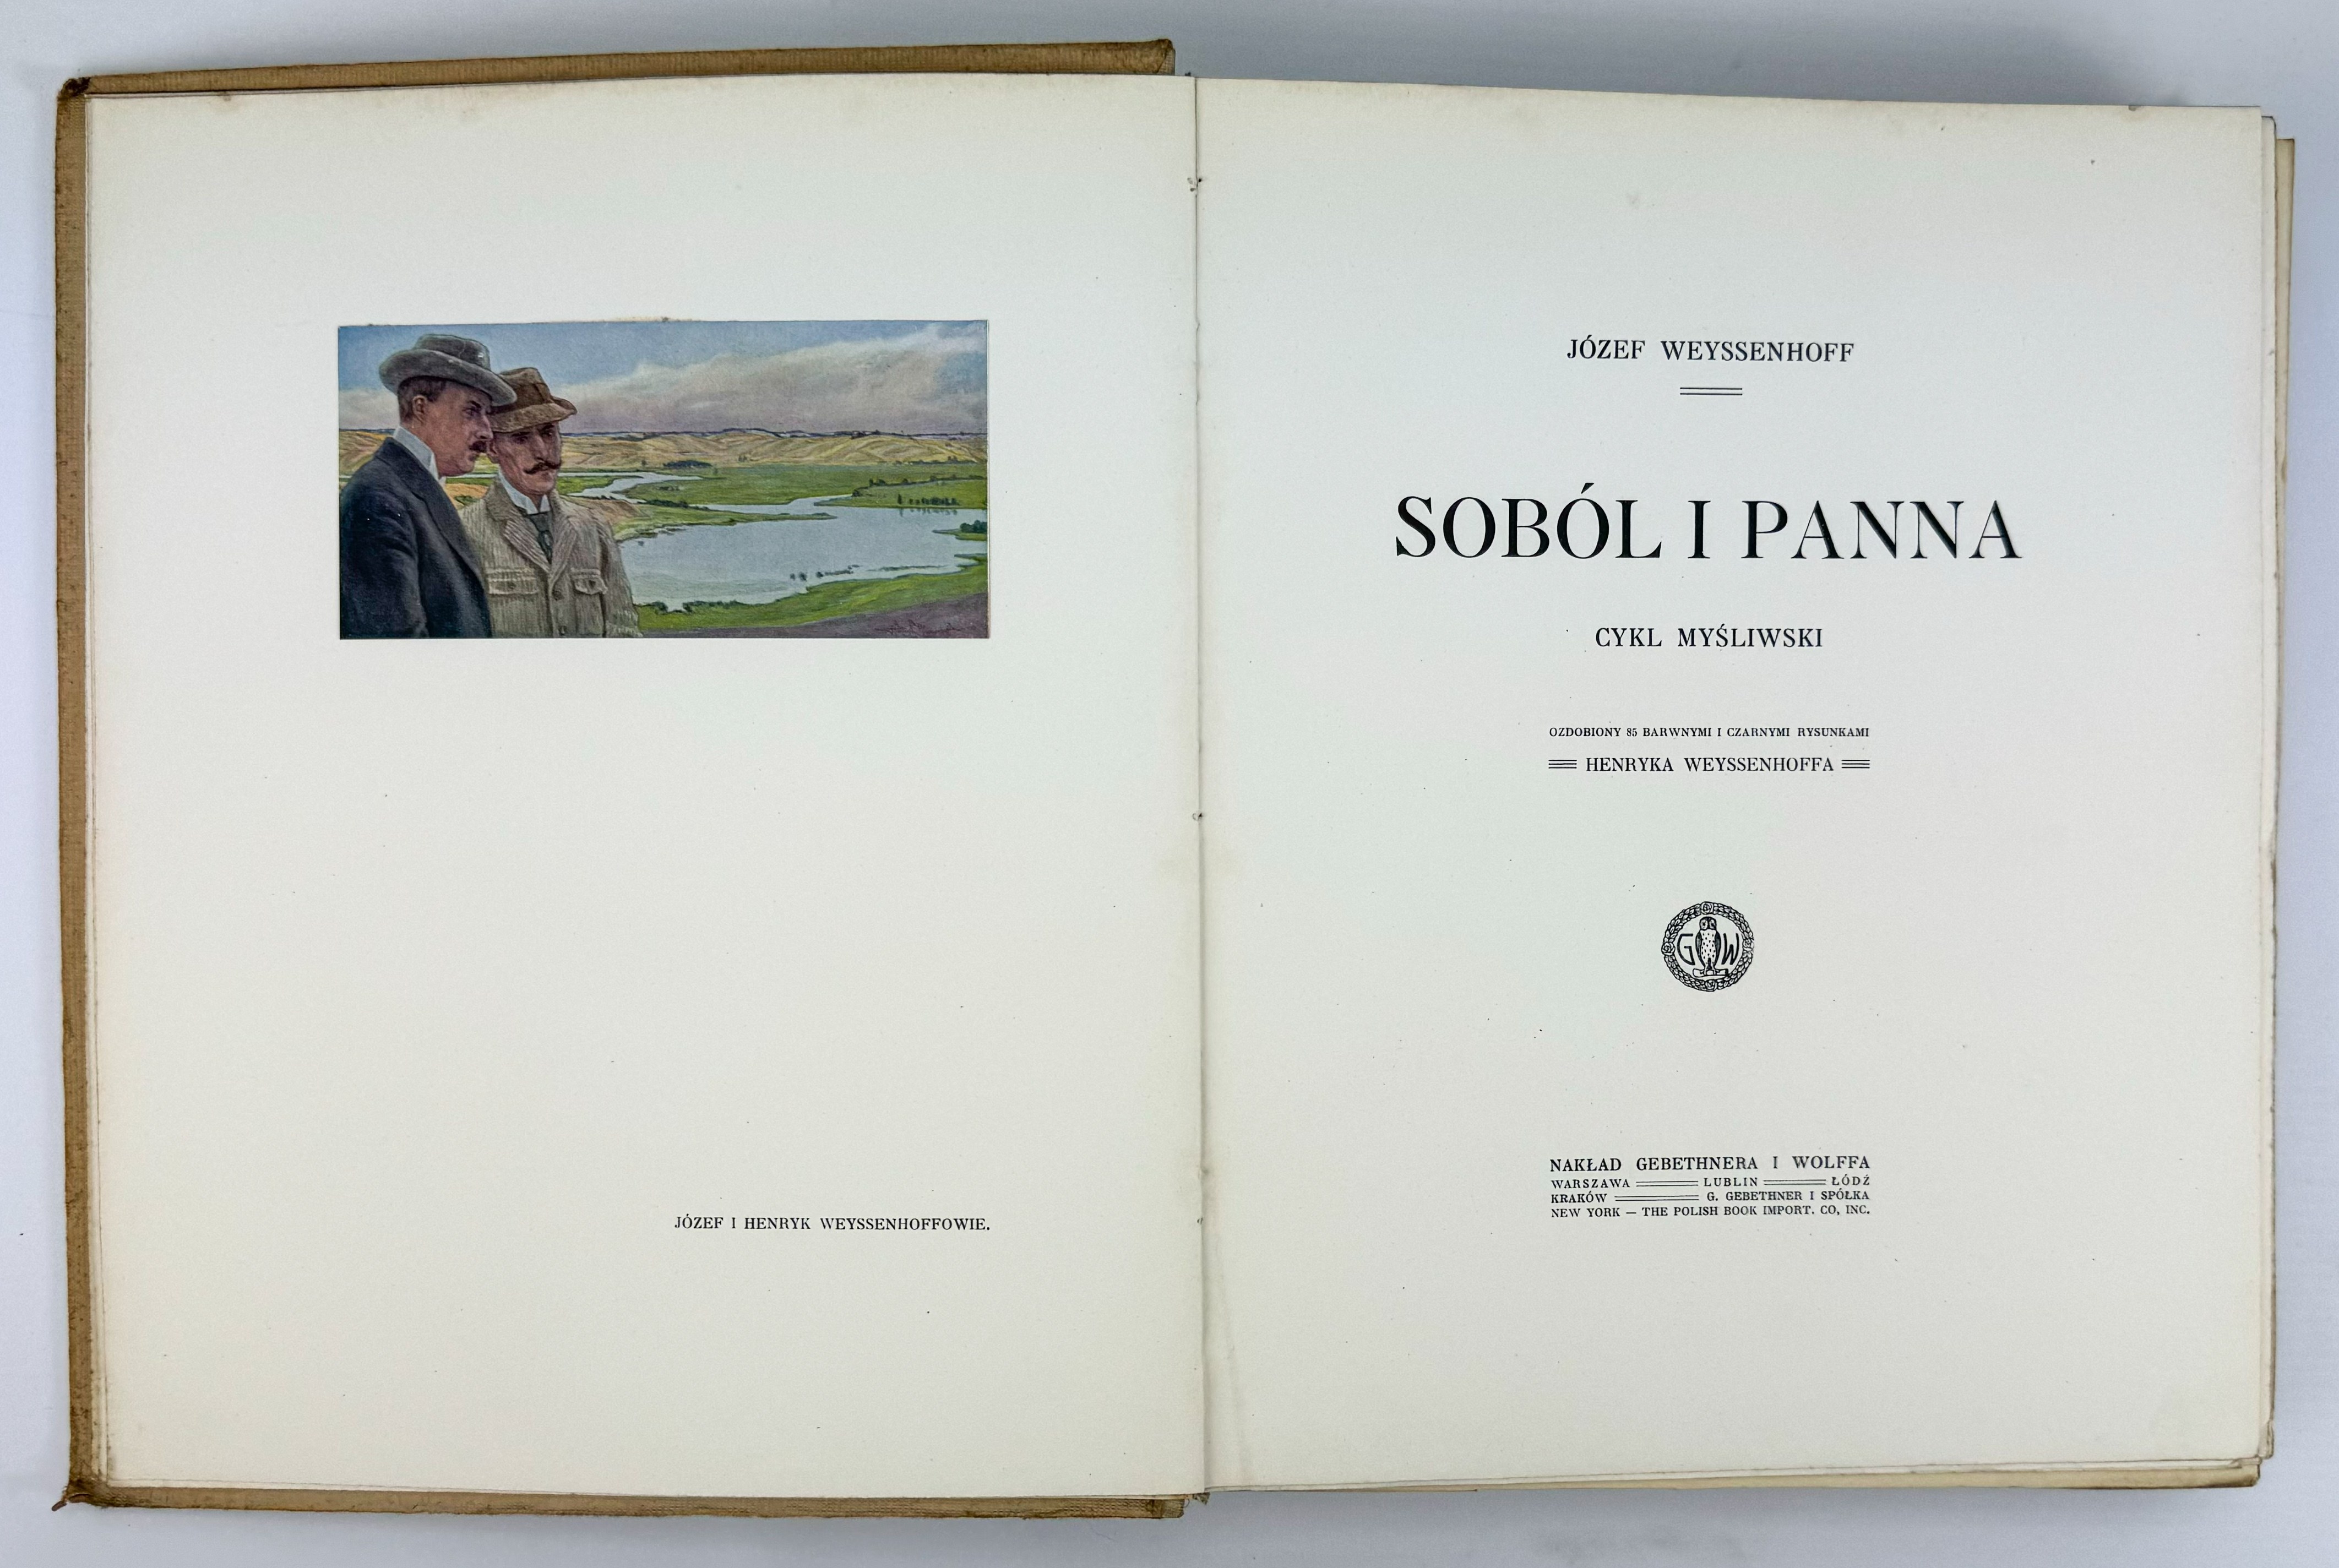 JÓZEF I HENRYK WEYSSENHOFFOWIE.
JÓZEF WEYSSENHOFF
SOBÓL I PANNA
CYKL MYŚLIWSKI
OZDOBIONY 85 BARWNYMI I CZARNYMI RYSUNKAMI
HENRYKA WEYSSENHOFFA
G W
NAKŁAD GEBETHNERA I WOLFFA
WARSZAWA LUBLIN ŁÓDŹ
KRAKÓW G. GEBETHNER I SPÓŁKA
NEW YORK — THE POLISH BOOK IMPORT. CO, INC.